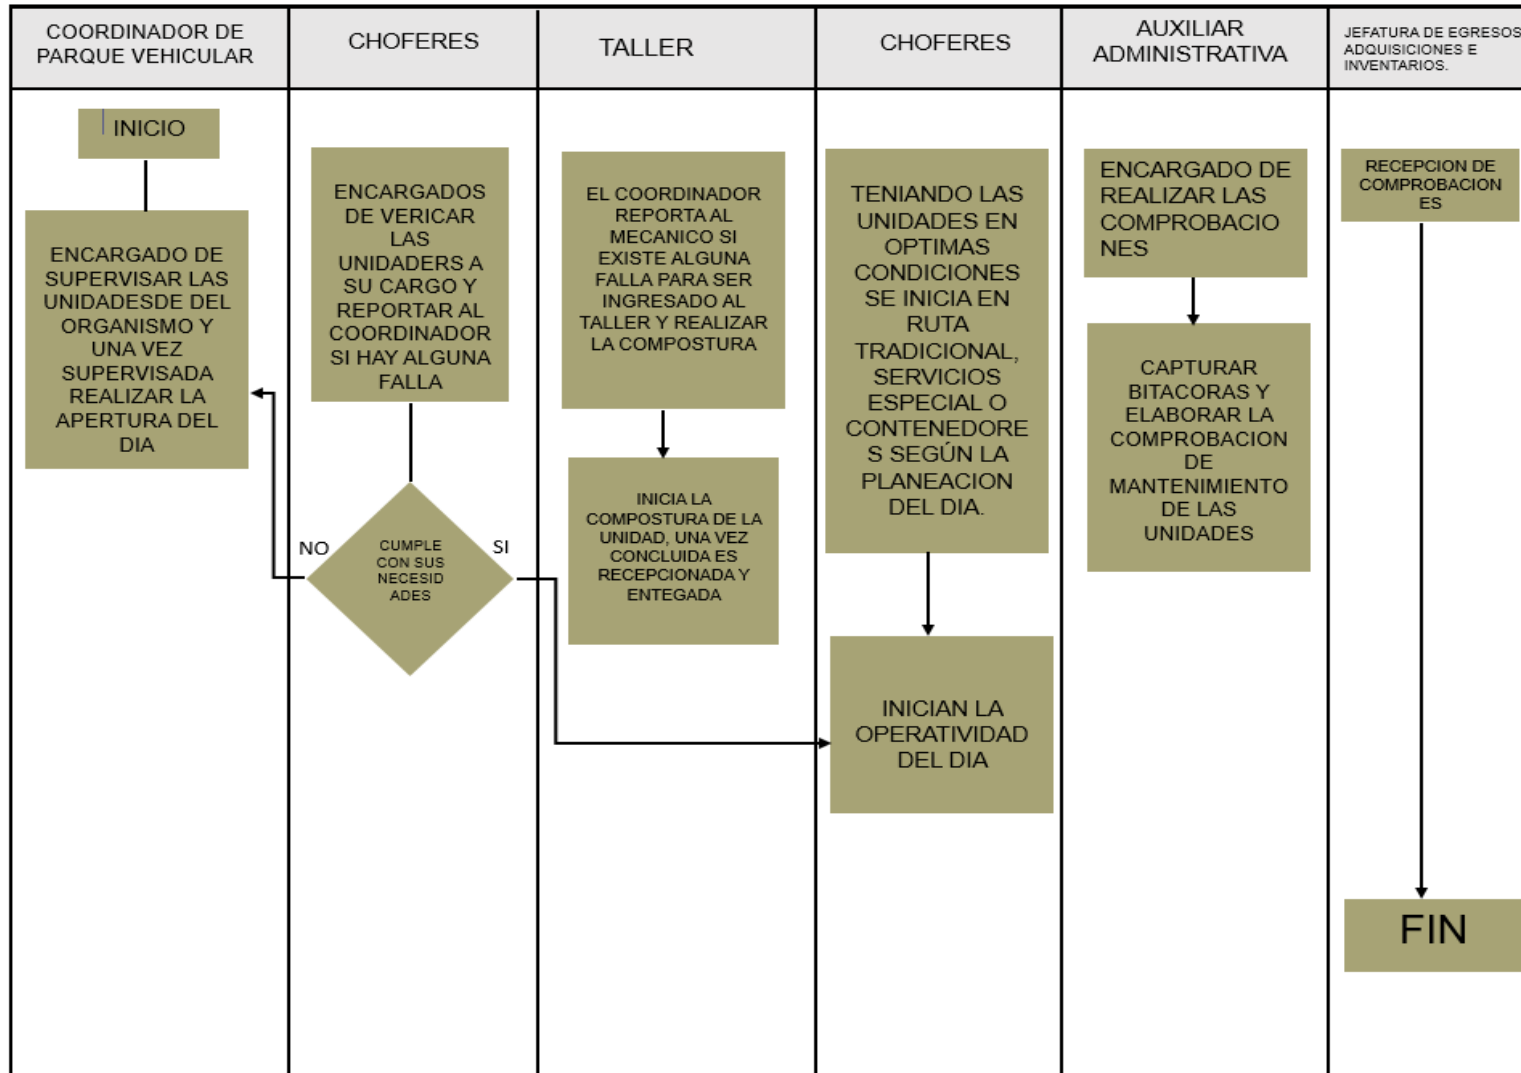 COORDINADOR DE
PARQUE VEHICULAR
CHOFERES
TALLER
CHOFERES
AUXILIAR
ADMINISTRATIVA
JEFATURA DE EGRESOS
ADQUISICIONES E
INVENTARIOS.
INICIO
ENCARGADO DE
SUPERVISAR LAS
UNIDADESDE DEL
ORGANISMO Y
UNA VEZ
SUPERVISADA
REALIZAR LA
APERTURA DEL
DIA
ENCARGADOS
DE VERICAR
LAS
UNIDADERS A
SU CARGO Y
REPORTAR AL
COORDINADOR
SI HAY ALGUNA
FALLA
NO
CUMPLE
CON SUS
NECESID
ADES
SI
EL COORDINADOR
REPORTA AL
MECANICO SI
EXISTE ALGUNA
FALLA PARA SER
INGRESADO AL
TALLER Y REALIZAR
LA COMPOSTURA
INICIA LA
COMPOSTURA DE LA
UNIDAD, UNA VEZ
CONCLUIDA ES
RECEPCIONADA Y
ENTEGADA
TENIANDO LAS
UNIDADES EN
OPTIMAS
CONDICIONES
SE INICIA EN
RUTA
TRADICIONAL,
SERVICIOS
ESPECIAL O
CONTENEDORE
S SEGÚN LA
PLANEACION
DEL DIA.
INICIAN LA
OPERATIVIDAD
DEL DIA
ENCARGADO DE
REALIZAR LAS
COMPROBACIO
NES
CAPTURAR
BITACORAS Y
ELABORAR LA
COMPROBACION
DE
MANTENIMIENTO
DE LAS
UNIDADES
RECEPCION DE
COMPROBACION
ES
FIN